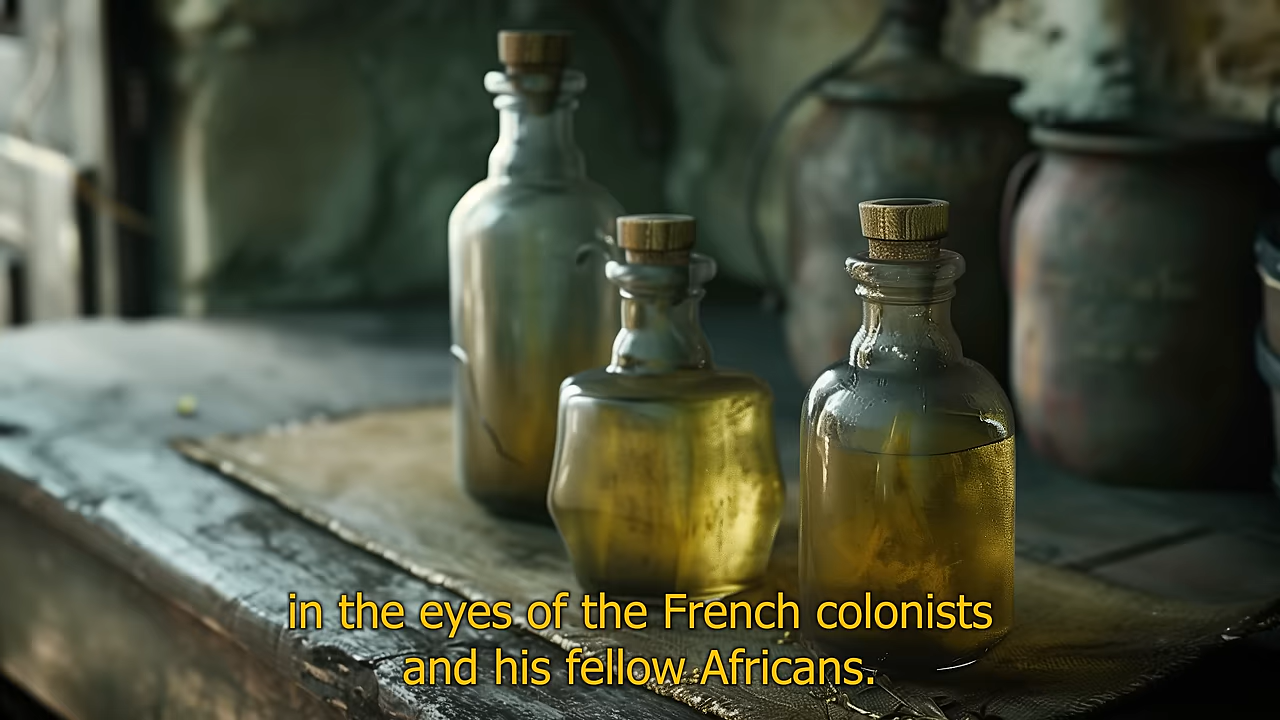 in the eyes of the French colonists
and his fellow Africans.